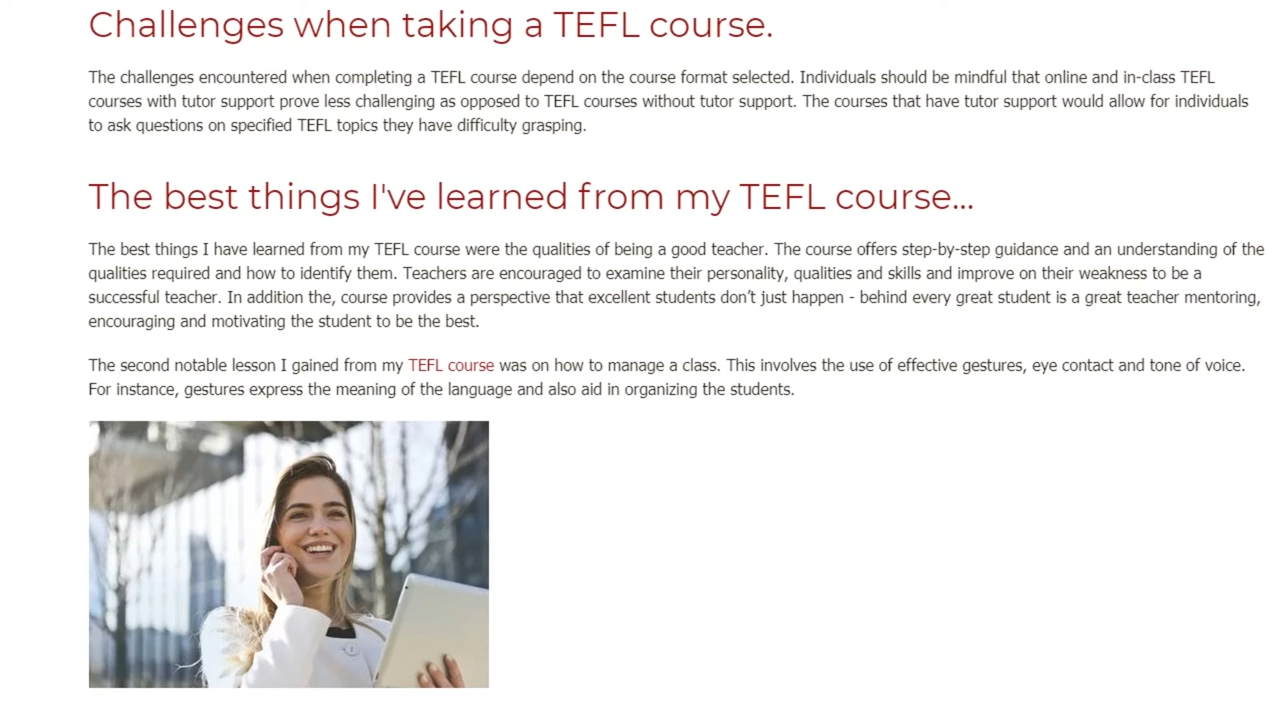 Challenges when taking a TEFL course.
The challenges encountered when completing a TEFL course depend on the course format selected. Individuals should be mindful that online and in-class TEFL
courses with tutor support prove less challenging as opposed to TEFL courses without tutor support. The courses that have tutor support would allow for individuals
to ask questions on specified TEFL topics they have difficulty grasping.
The best things I've learned from my TEFL course...
The best things I have learned from my TEFL course were the qualities of being a good teacher. The course offers step-by-step guidance and an understanding of the
qualities required and how to identify them. Teachers are encouraged to examine their personality, qualities and skills and improve on their weakness to be a
successful teacher. In addition the, course provides a perspective that excellent students don’t just happen - behind every great student is a great teacher mentoring,
encouraging and motivating the student to be the best.
The second notable lesson I gained from my TEFL course was on how to manage a class. This involves the use of effective gestures, eye contact and tone of voice.
For instance, gestures express the meaning of the language and also aid in organizing the students.